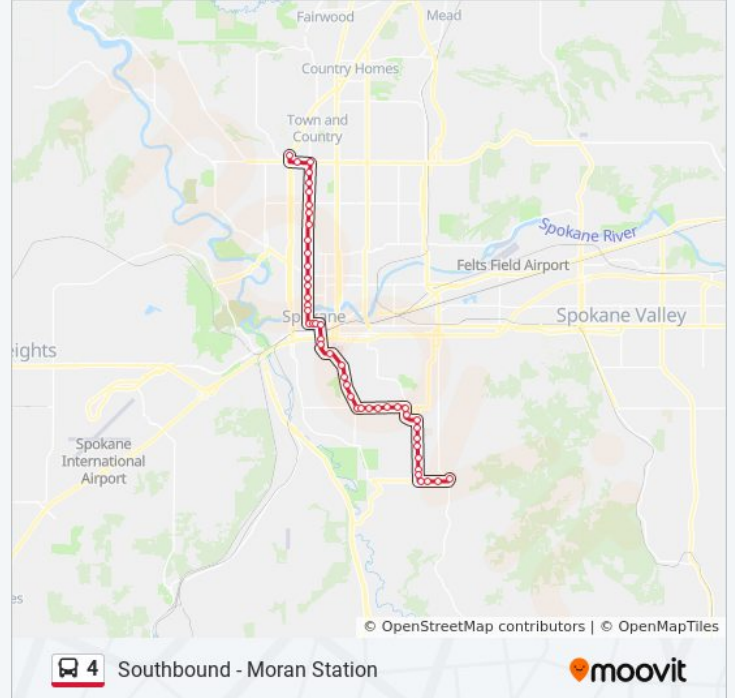 Fairwood
Mead
Country Homes
Town and
Country
Spokane River
Felts Field Airport
Spokane
Spokane Valley
eights
Spokane
International
Airport
es
© OpenStreetMap contributors | © OpenMapTiles
4 Southbound - Moran Station
moovit